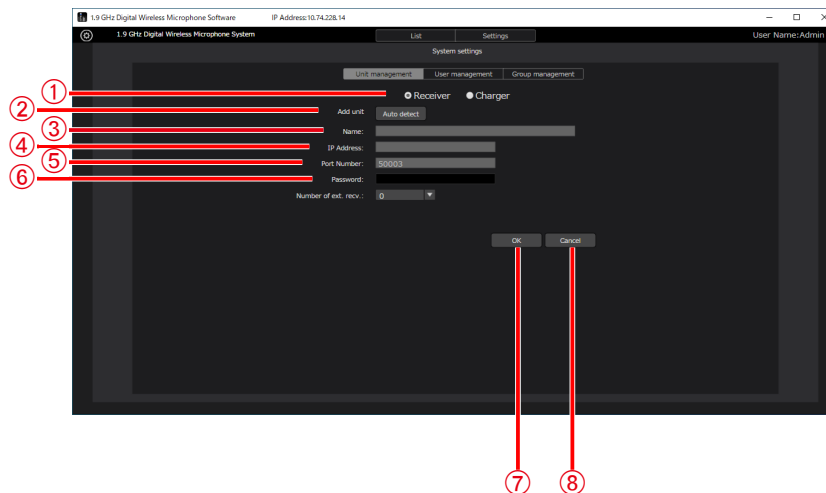 1.9 GHz Digital Wireless Microphone Software IP Address:10.74.228.14
1.9 GHz Digital Wireless Microphone System List Settings User Name:Admin
System settings
Unit management User management Group management
① Receiver Charger
② Add unit Auto detect
③ Name:
④ IP Address:
⑤ Port Number: 50003
⑥ Password:
Number of ext. recv.: 0
OK Cancel
⑦ ⑧